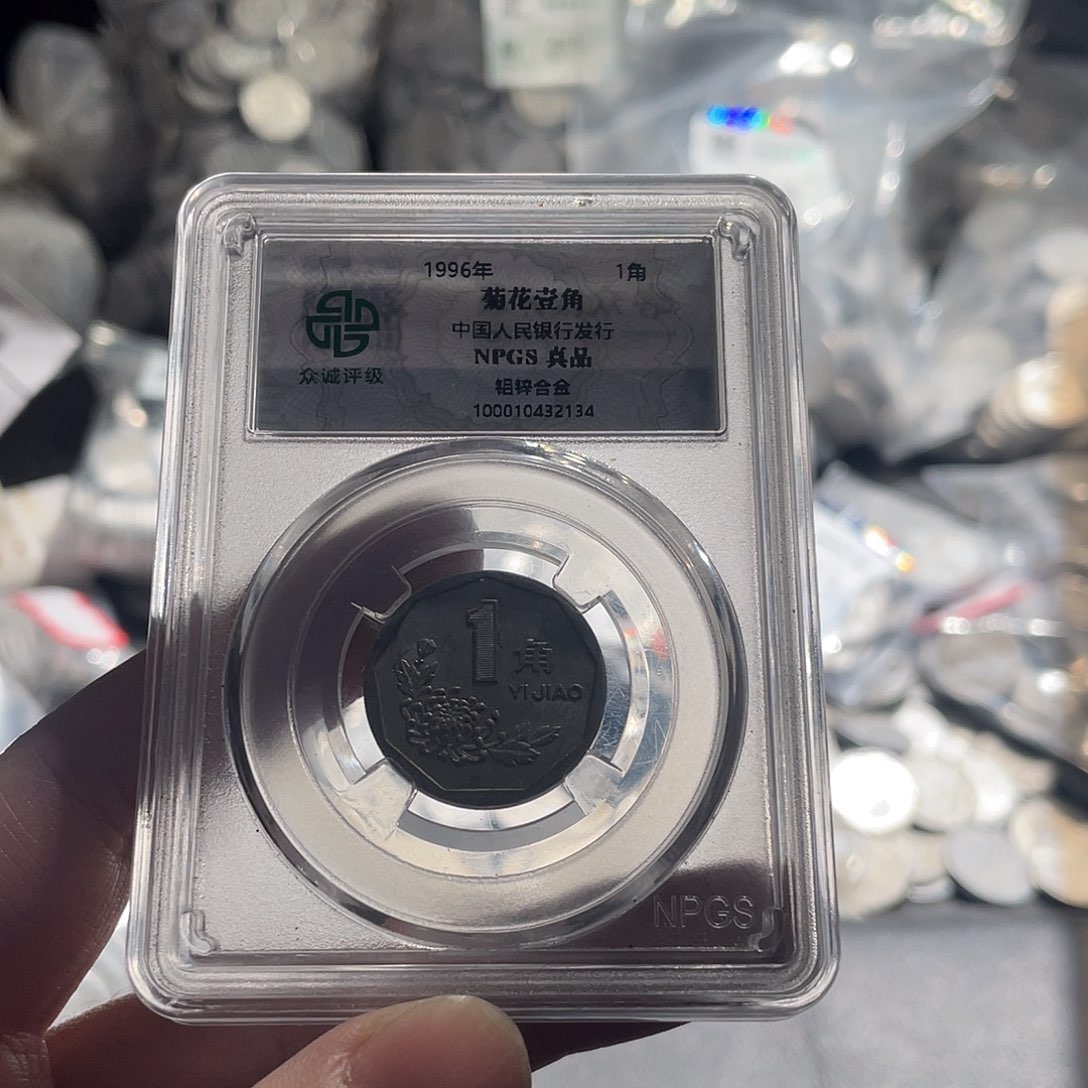 1996年 1角
菊花壹角
中国人民银行发行
NPGS 真品
铝锌合金
100010432134
众诚评级
1角
YI JIAO
NPGS